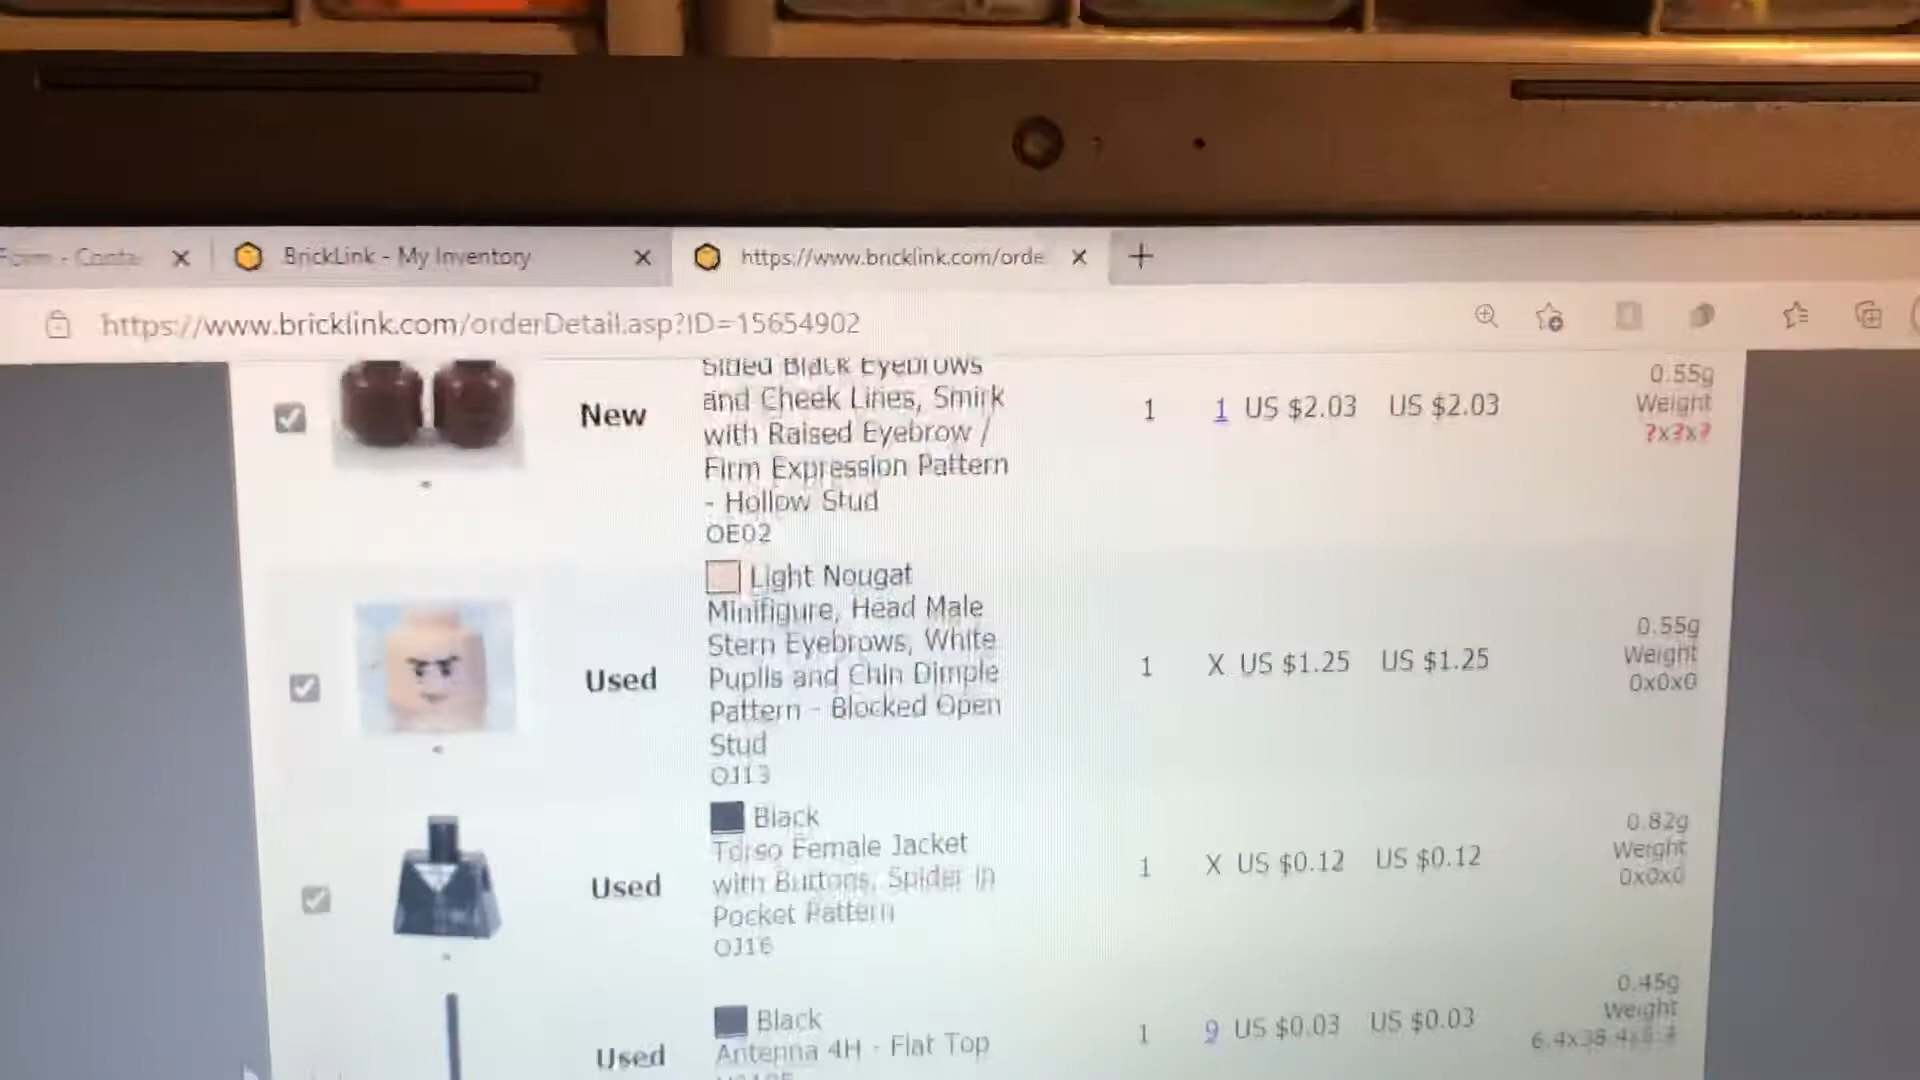 BrickLink - My Inventory
https://www.bricklink.com/orde
https://www.bricklink.com/orderDetail.asp?ID=15654902
Sided Black Eyebrows
and Cheek Lines, Smirk
with Raised Eyebrow /
Firm Expression Pattern
- Hollow Stud
OE02
New
1 1 US $2.03 US $2.03
0.55g
Weight
?x?x?
Light Nougat
Minifigure, Head Male
Stern Eyebrows, White
Pupils and Chin Dimple
Pattern - Blocked Open
Stud
OJ13
Used
1 X US $1.25 US $1.25
0.55g
Weight
0x0x0
Black
Torso Female Jacket
with Buttons, Spider in
Pocket Pattern
OJ16
Used
1 X US $0.12 US $0.12
0.82g
Weight
0x0x0
Black
Antenna 4H - Flat Top
Used
1 9 US $0.03 US $0.03
0.45g
Weight